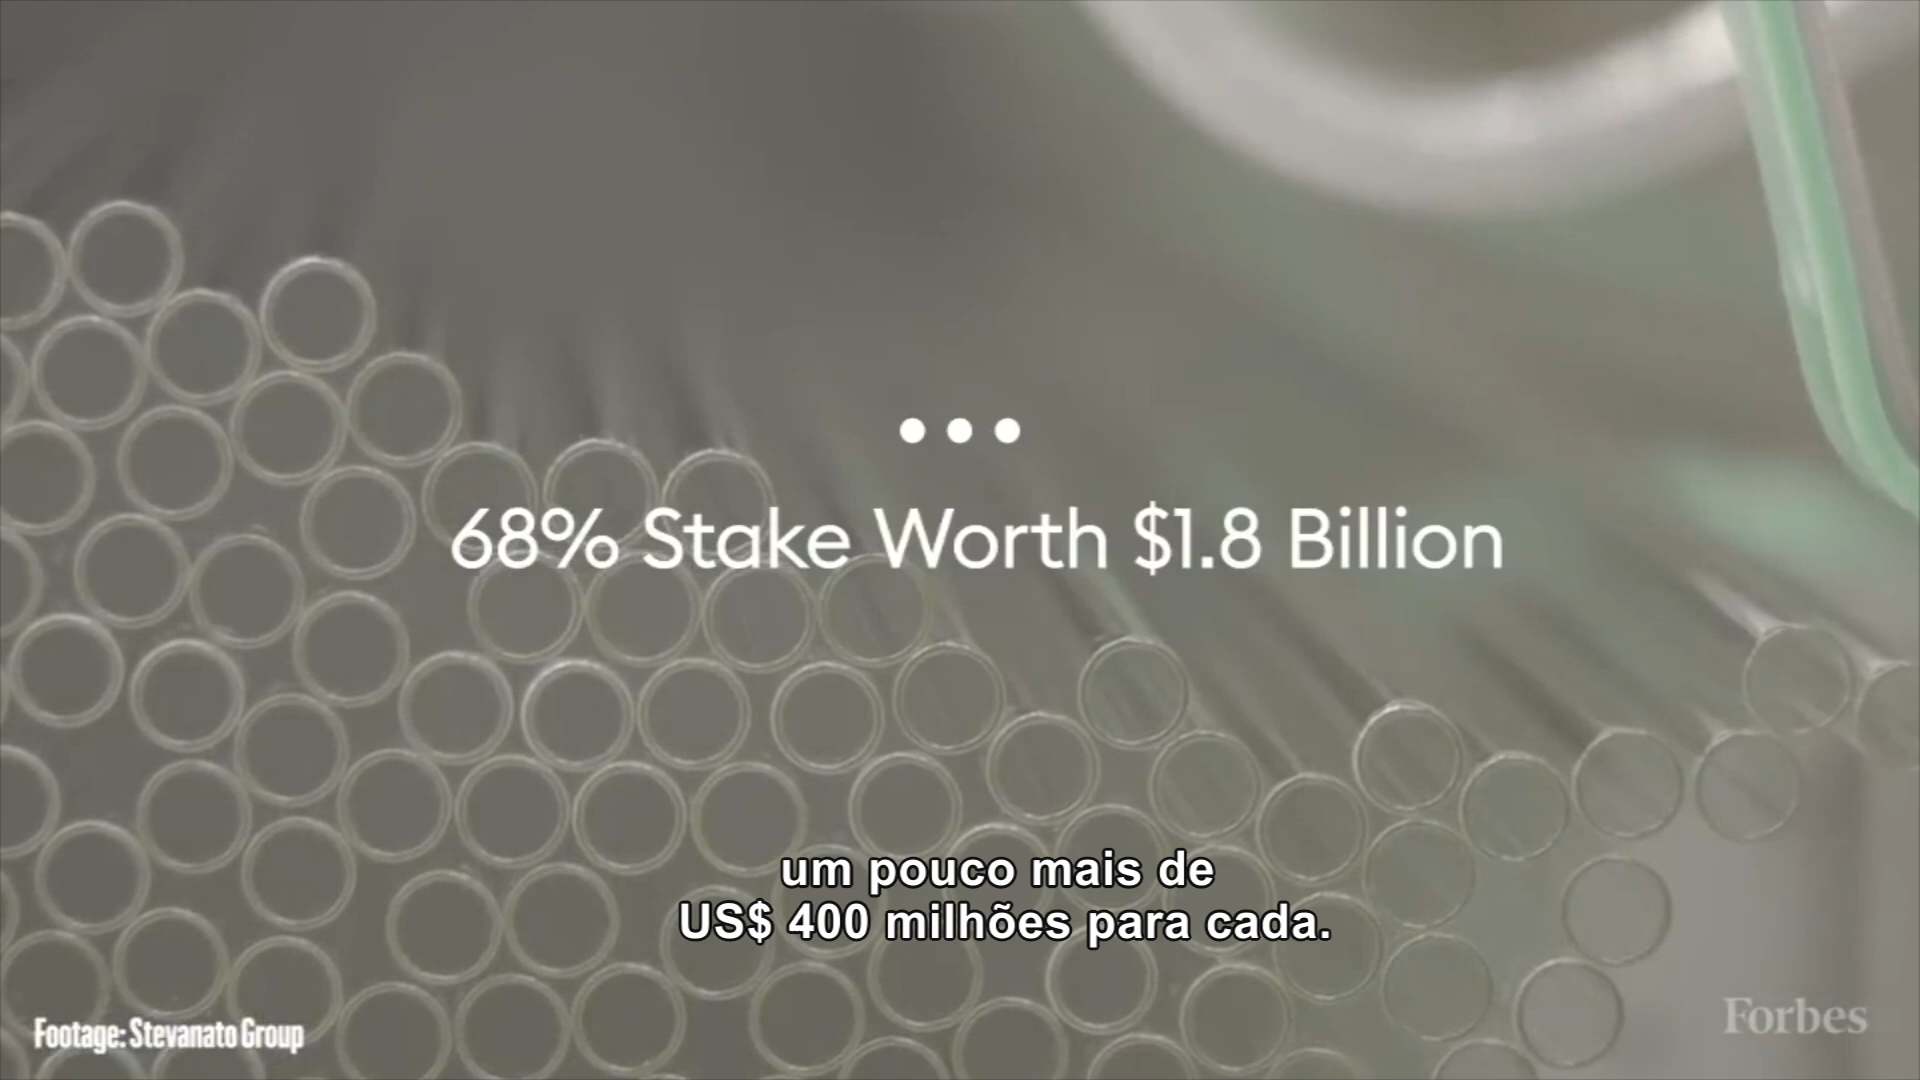 68% Stake Worth $1.8 Billion
um pouco mais de
US$ 400 milhões para cada.
Footage: Stevanato Group
Forbes